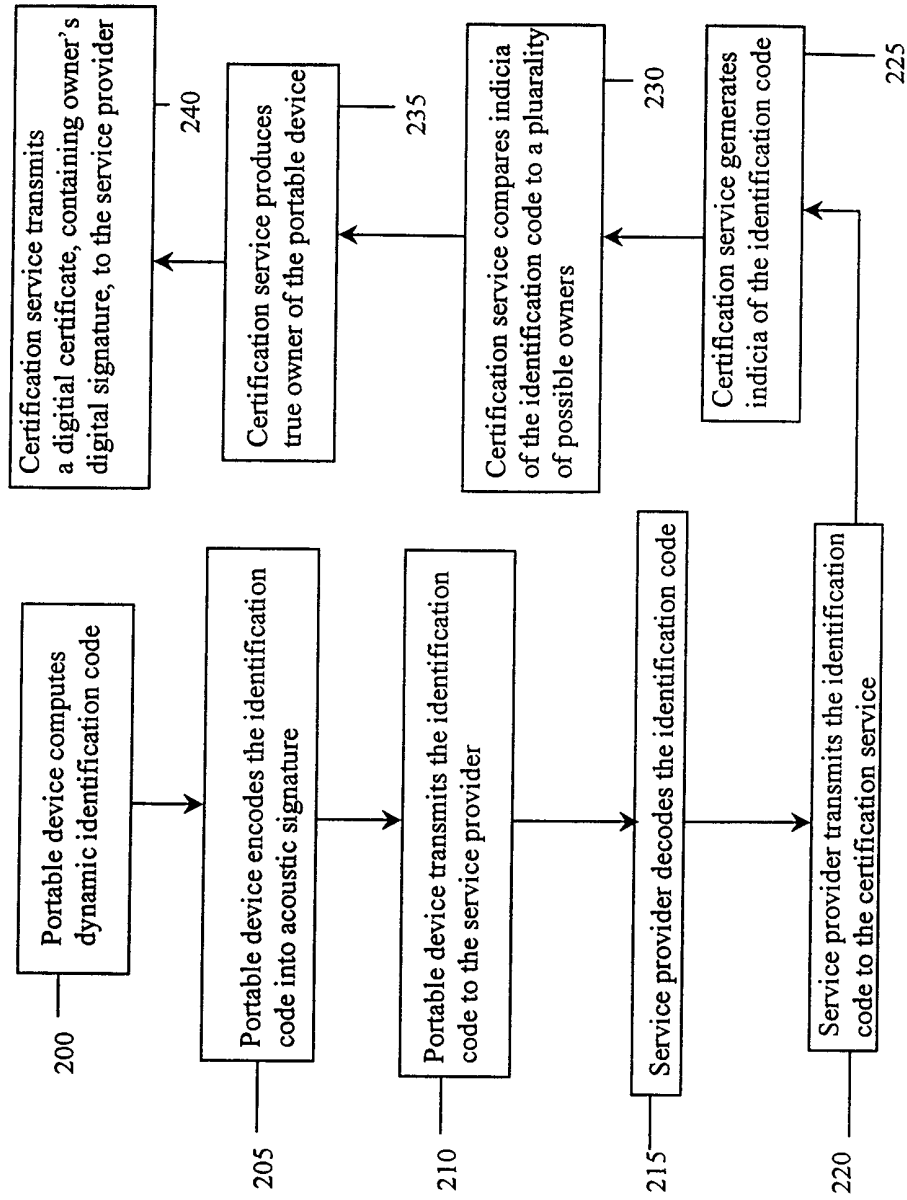 200
Portable device computes
dynamic identification code
205
Portable device encodes the identification
code into acoustic signature
210
Portable device transmits the identification
code to the service provider
215
Service provider decodes the identification code
220
Service provider transmits the identification
code to the certification service
Certification service gemerates
indicia of the identification code
225
Certification service compares indicia
of the identification code to a pluarality
of possible owners
230
Certification service produces
true owner of the portable device
235
Certification service transmits
a digitial certificate, containing owner's
digital signature, to the service provider
240